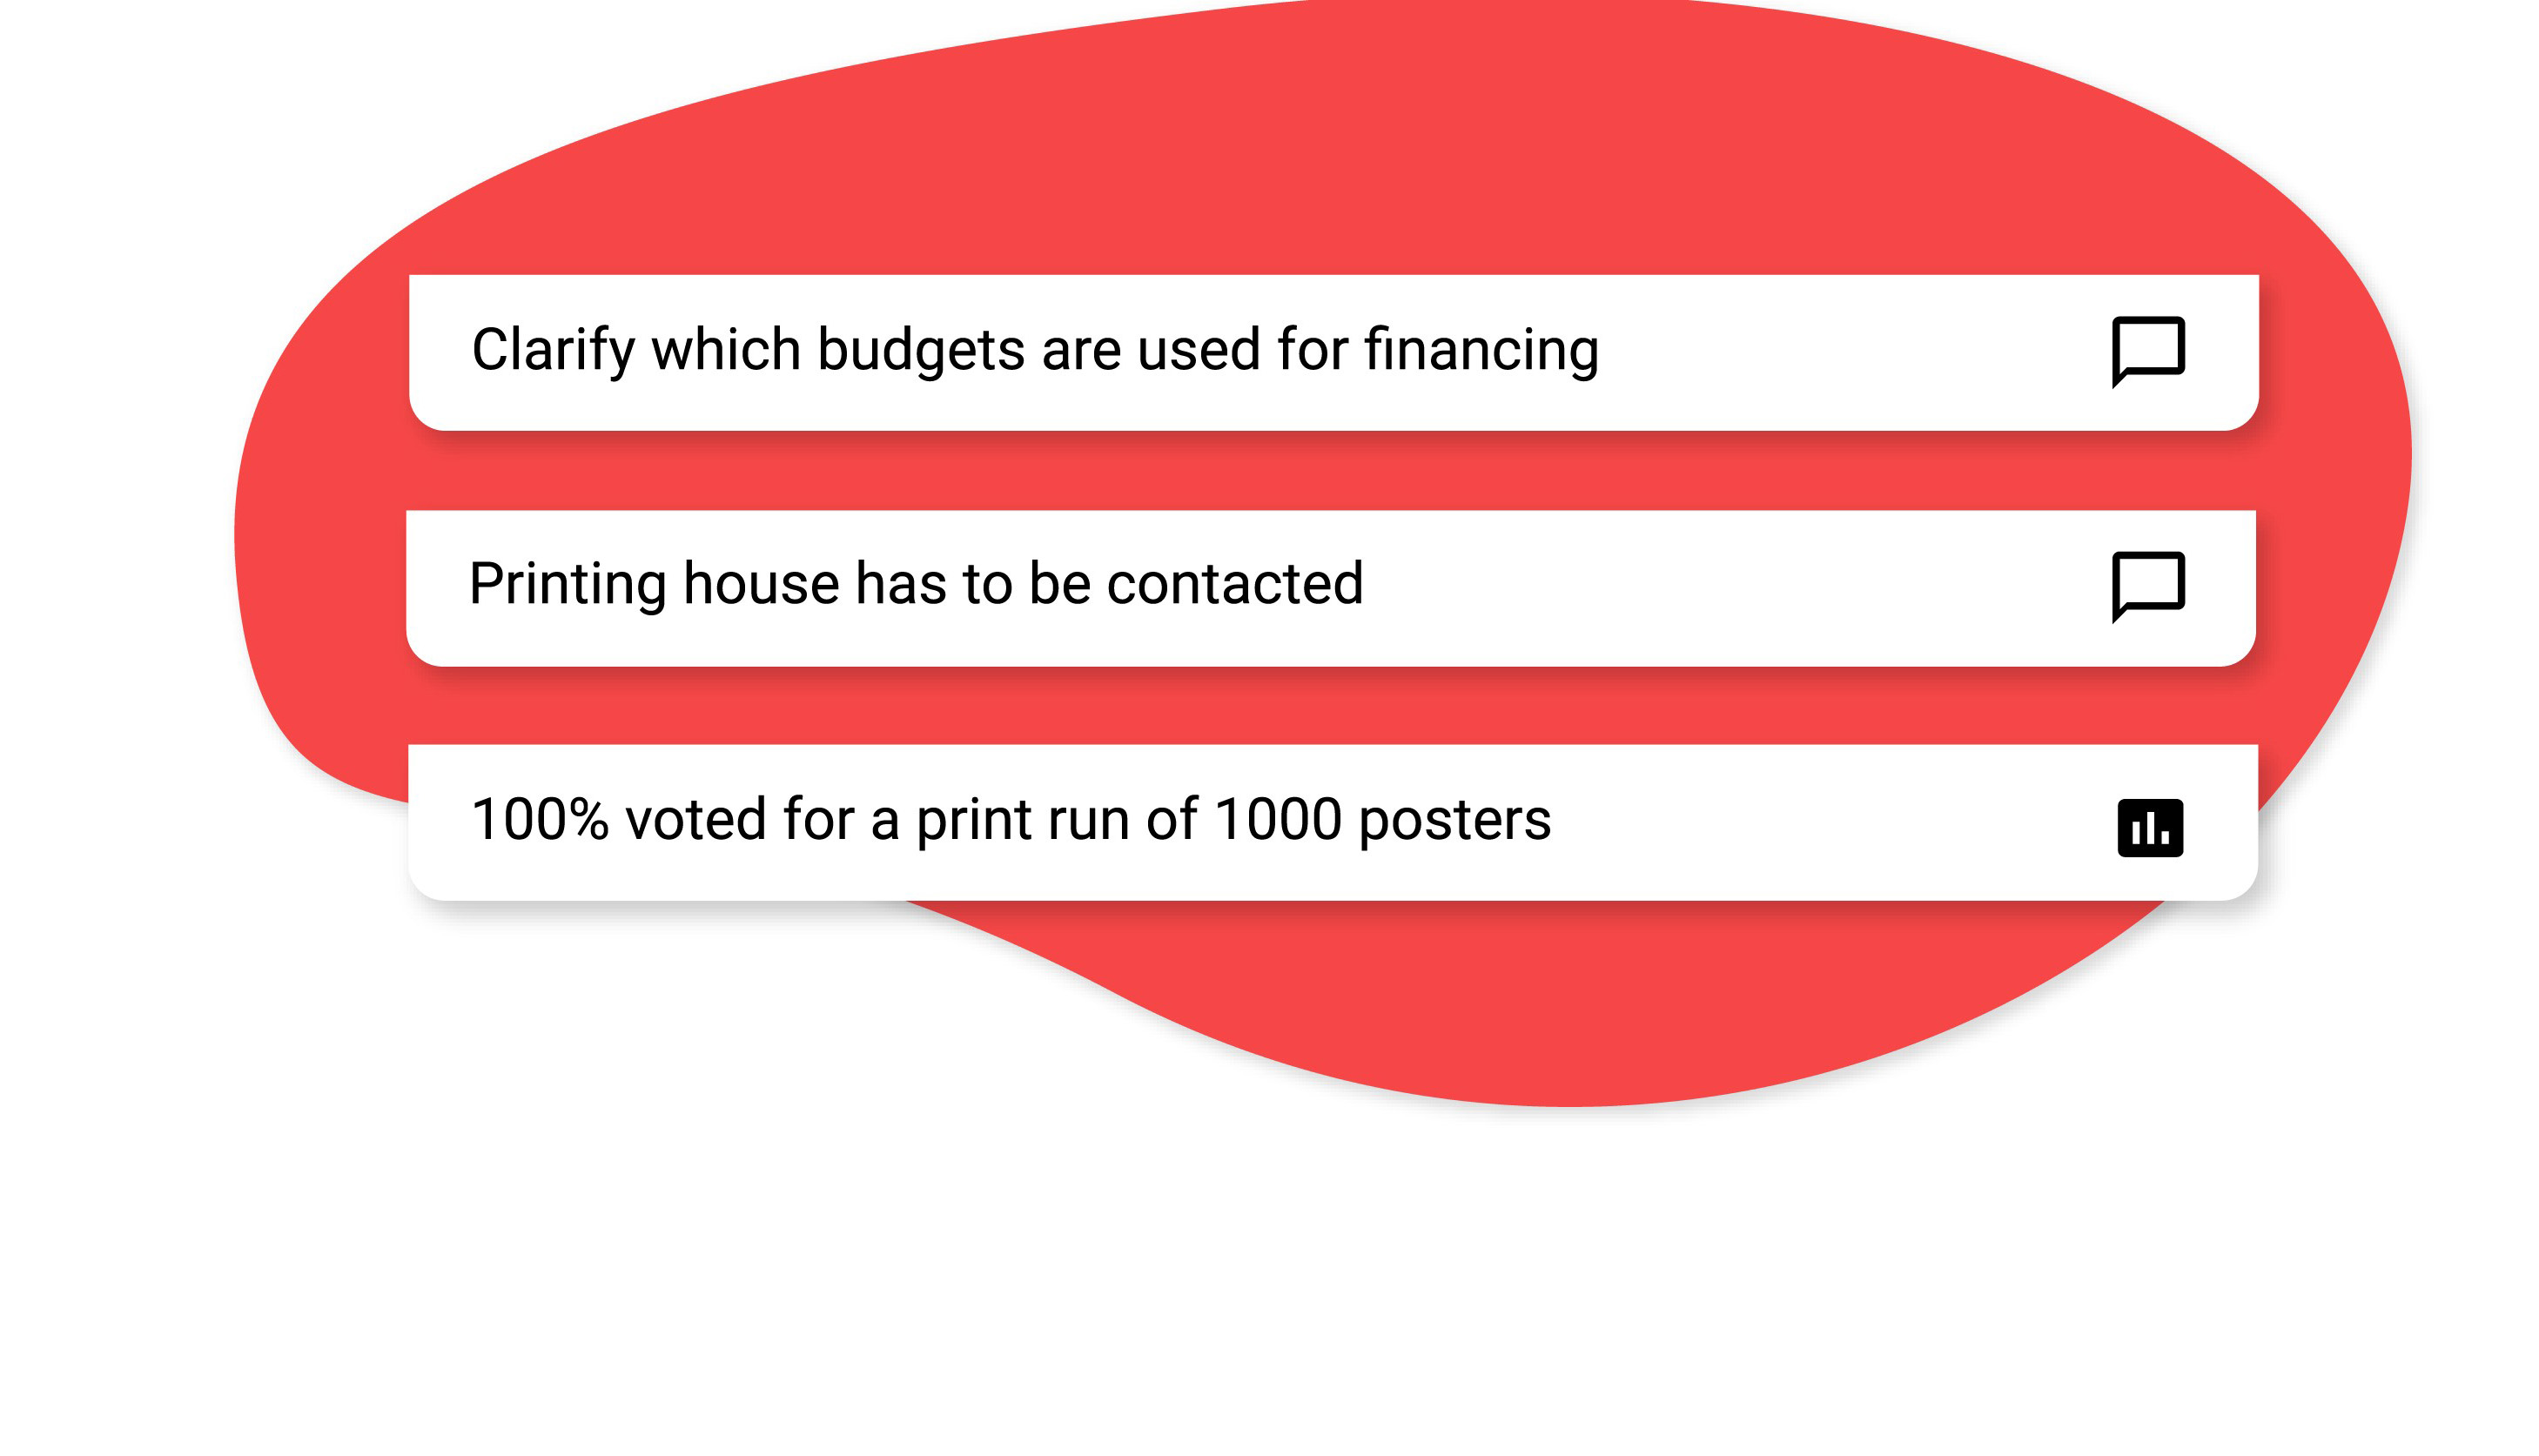 Clarify which budgets are used for financing
Printing house has to be contacted
100% voted for a print run of 1000 posters